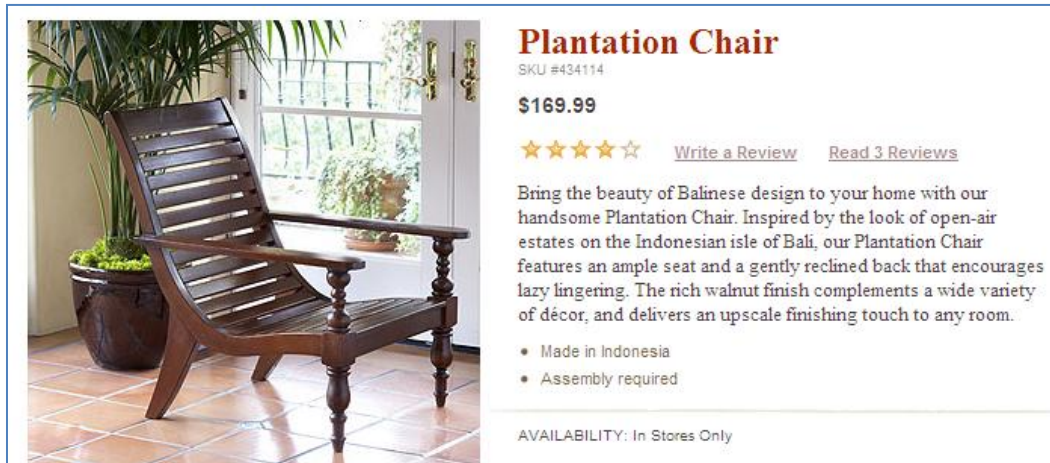 Plantation Chair
SKU #434114
$169.99
Write a Review Read 3 Reviews
Bring the beauty of Balinese design to your home with our
handsome Plantation Chair. Inspired by the look of open-air
estates on the Indonesian isle of Bali, our Plantation Chair
features an ample seat and a gently reclined back that encourages
lazy lingering. The rich walnut finish complements a wide variety
of décor, and delivers an upscale finishing touch to any room.
• Made in Indonesia
• Assembly required
AVAILABILITY: In Stores Only